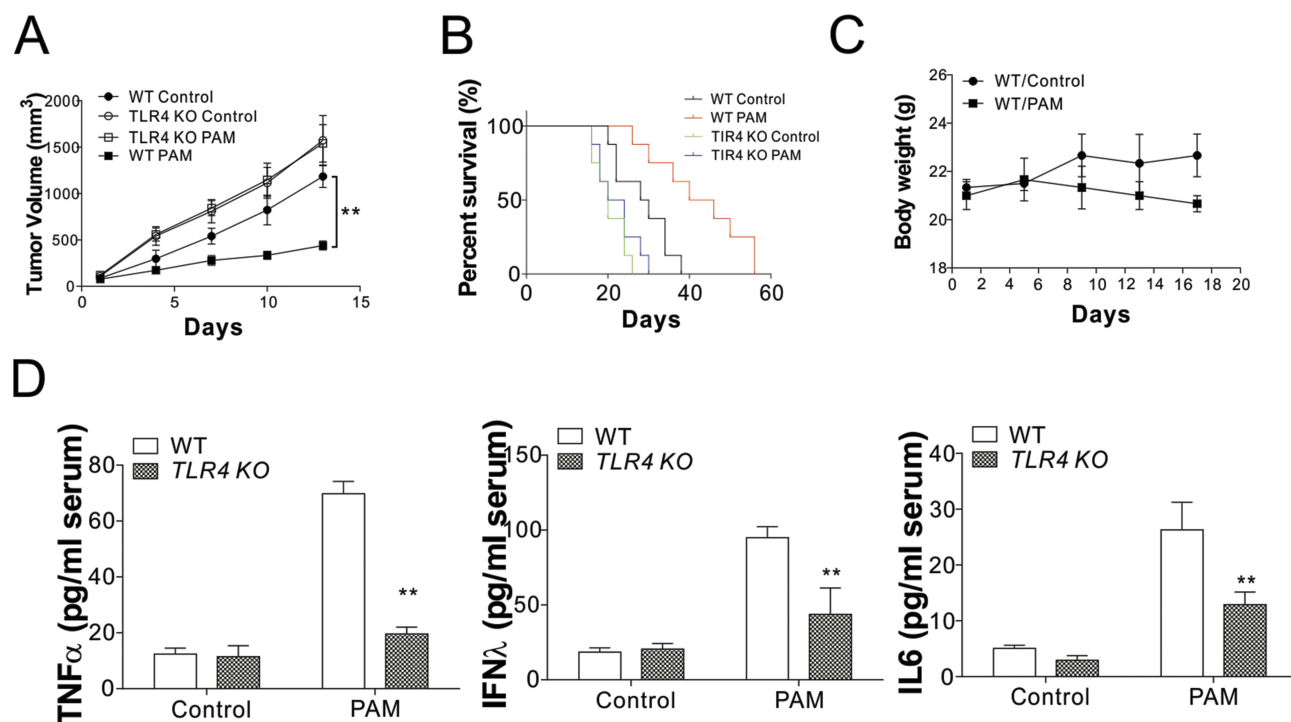 A
Tumor Volume (mm³)
2000
1500
1000
500
0
WT Control
TLR4 KO Control
TLR4 KO PAM
WT PAM
**
0
5
10
15
Days
B
Percent survival (%)
100
50
0
WT Control
WT PAM
TIR4 KO Control
TIR4 KO PAM
0
20
40
60
Days
C
Body weight (g)
26
24
22
20
18
WT/Control
WT/PAM
0 2 4 6 8 10 12 14 16 18 20
Days
D
TNFα (pg/ml serum)
80
60
40
20
0
WT
TLR4 KO
**
Control
PAM
IFNλ (pg/ml serum)
150
100
50
0
WT
TLR4 KO
**
Control
PAM
IL6 (pg/ml serum)
40
30
20
10
0
WT
TLR4 KO
**
Control
PAM